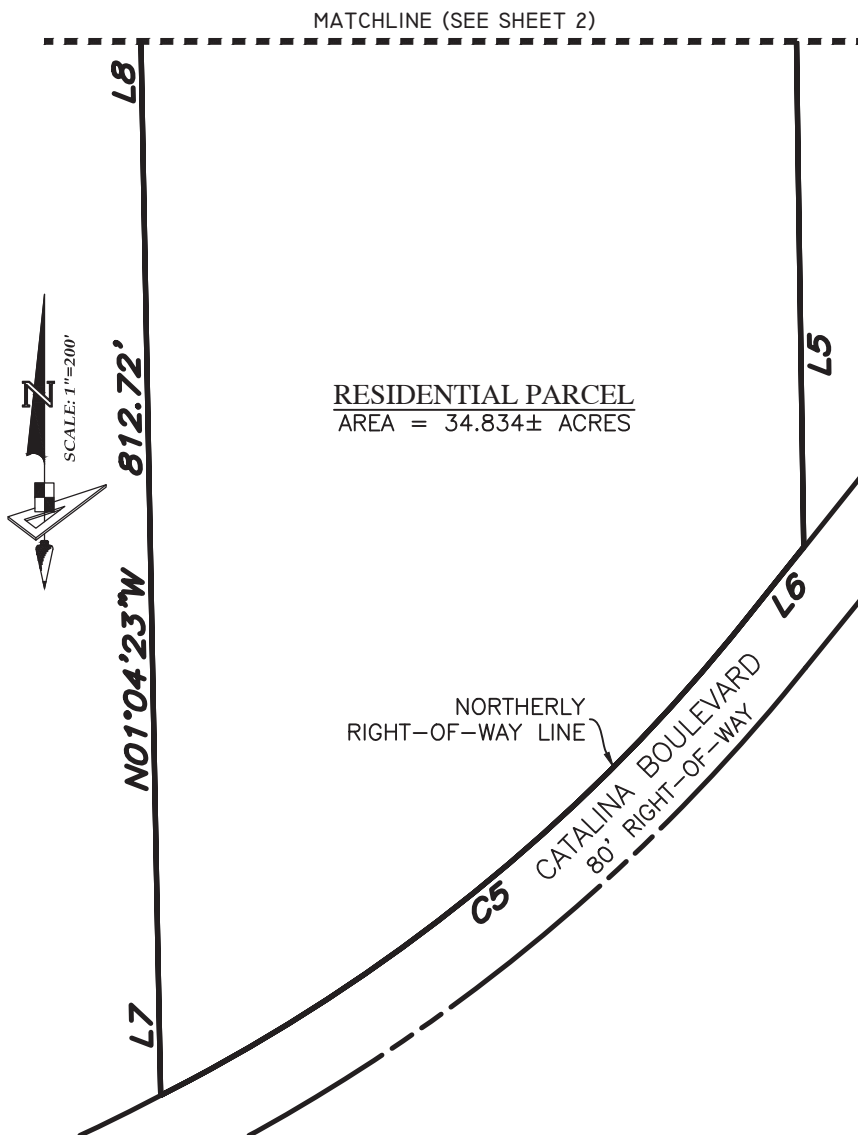 MATCHLINE (SEE SHEET 2)
L8
L5
N
SCALE: 1"=200'
N01°04'23"W 812.72'
RESIDENTIAL PARCEL
AREA = 34.834± ACRES
L6
NORTHERLY
RIGHT-OF-WAY LINE
CATALINA BOULEVARD
80' RIGHT-OF-WAY
C5
L7